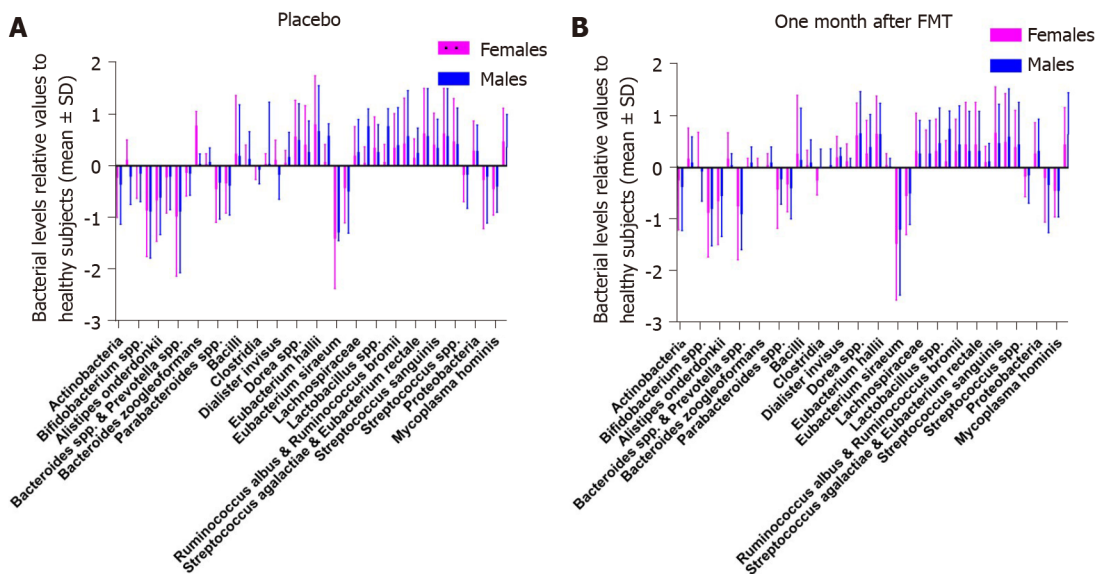 A
Placebo
Females
Males
Bacterial levels relative values to
healthy subjects (mean ± SD)
2
1
0
-1
-2
-3
Actinobacteria
Bifidobacterium spp.
Alistipes onderdonkii
Bacteroides spp. & Prevotella spp.
Bacteroides zoogleoformans
Parabacteroides spp.
Bacilli
Clostridia
Dialister invisus
Dorea spp.
Eubacterium hallii
Eubacterium siraeum
Lachnospiraceae
Lactobacillus spp.
Ruminococcus albus & Ruminococcus bromii
Streptococcus agalactiae & Eubacterium rectale
Streptococcus sanguinis
Streptococcus spp.
Proteobacteria
Mycoplasma hominis
B
One month after FMT
Females
Males
Bacterial levels relative values to
healthy subjects (mean ± SD)
2
1
0
-1
-2
-3
Actinobacteria
Bifidobacterium spp.
Alistipes onderdonkii
Bacteroides spp. & Prevotella spp.
Bacteroides zoogleoformans
Parabacteroides spp.
Bacilli
Clostridia
Dialister invisus
Dorea spp.
Eubacterium hallii
Eubacterium siraeum
Lachnospiraceae
Lactobacillus spp.
Ruminococcus albus & Ruminococcus bromii
Streptococcus agalactiae & Eubacterium rectale
Streptococcus sanguinis
Streptococcus spp.
Proteobacteria
Mycoplasma hominis